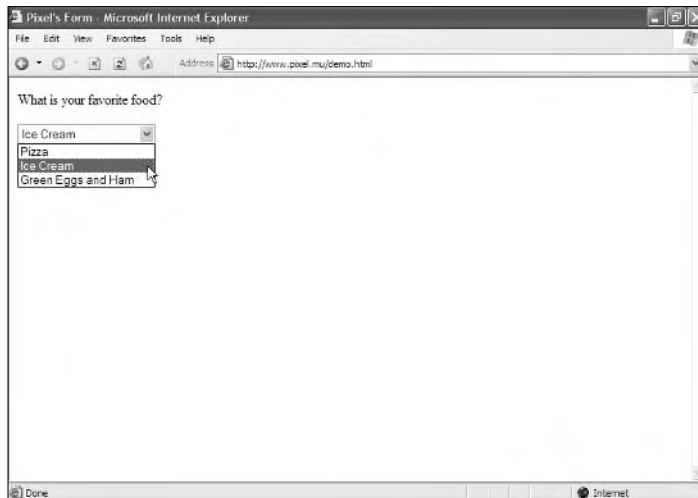 Pixel's Form - Microsoft Internet Explorer
File Edit View Favorites Tools Help
Address http://www.pixel.mu/demo.html
What is your favorite food?
Ice Cream
Pizza
Ice Cream
Green Eggs and Ham
Done Internet